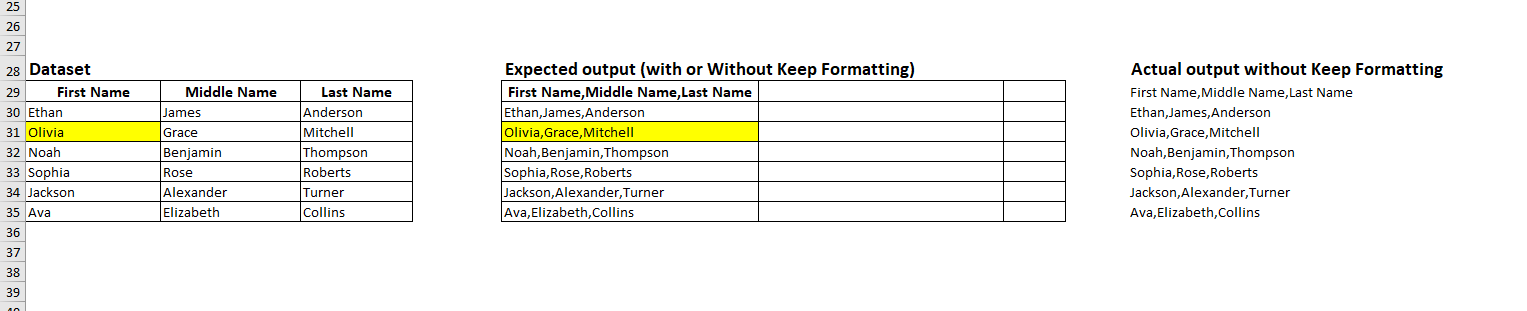 25
26
27
28 Dataset Expected output (with or Without Keep Formatting) Actual output without Keep Formatting
29 First Name Middle Name Last Name First Name,Middle Name,Last Name First Name,Middle Name,Last Name
30 Ethan James Anderson Ethan,James,Anderson Ethan,James,Anderson
31 Olivia Grace Mitchell Olivia,Grace,Mitchell Olivia,Grace,Mitchell
32 Noah Benjamin Thompson Noah,Benjamin,Thompson Noah,Benjamin,Thompson
33 Sophia Rose Roberts Sophia,Rose,Roberts Sophia,Rose,Roberts
34 Jackson Alexander Turner Jackson,Alexander,Turner Jackson,Alexander,Turner
35 Ava Elizabeth Collins Ava,Elizabeth,Collins Ava,Elizabeth,Collins
36
37
38
39